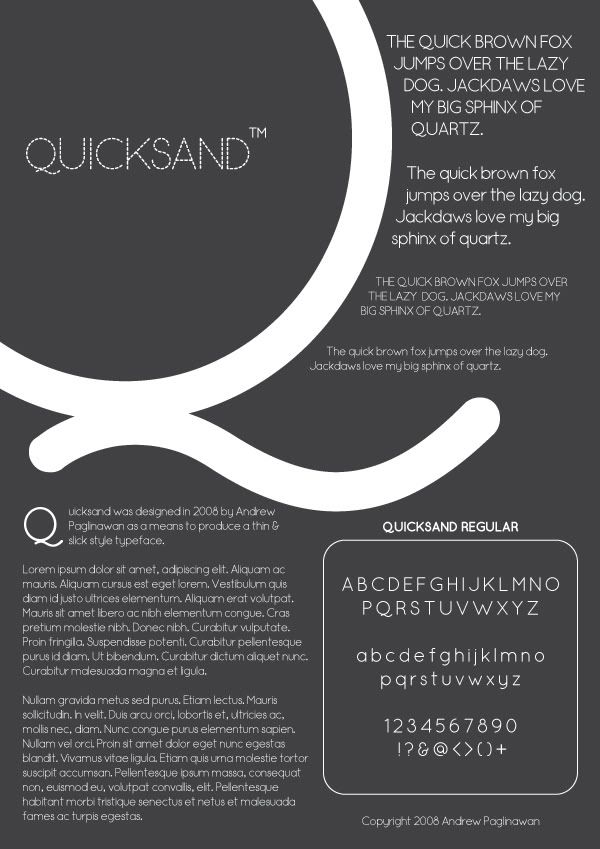 QUICKSAND™
THE QUICK BROWN FOX
JUMPS OVER THE LAZY
DOG. JACKDAWS LOVE
MY BIG SPHINX OF
QUARTZ.
The quick brown fox
jumps over the lazy dog.
Jackdaws love my big
sphinx of quartz.
THE QUICK BROWN FOX JUMPS OVER
THE LAZY DOG. JACKDAWS LOVE MY
BIG SPHINX OF QUARTZ.
The quick brown fox jumps over the lazy dog.
Jackdaws love my big sphinx of quartz.
Quicksand was designed in 2008 by Andrew
Paglinawan as a means to produce a thin &
slick style typeface.
Lorem ipsum dolor sit amet, adipiscing elit. Aliquam ac
mauris. Aliquam cursus est eget lorem. Vestibulum quis
diam id justo ultrices elementum. Aliquam erat volutpat.
Mauris sit amet libero ac nibh elementum congue. Cras
pretium molestie nibh. Donec nibh. Curabitur vulputate.
Proin fringilla. Suspendisse potenti. Curabitur pellentesque
purus id diam. Ut bibendum. Curabitur dictum aliquet nunc.
Curabitur malesuada magna et ligula.
Nullam gravida metus sed purus. Etiam lectus. Mauris
sollicitudin. In velit. Duis arcu orci, lobortis et, ultricies ac,
mollis nec, diam. Nunc congue purus elementum sapien.
Nullam vel orci. Proin sit amet dolor eget nunc egestas
blandit. Vivamus vitae ligula. Etiam quis urna molestie tortor
suscipit accumsan. Pellentesque ipsum massa, consequat
non, euismod eu, volutpat convallis, elit. Pellentesque
habitant morbi tristique senectus et netus et malesuada
fames ac turpis egestas.
QUICKSAND REGULAR
ABCDEFGHIJKLMNO
PQRSTUVWXYZ
abcdefghijklmno
pqrstuvwxyz
1234567890
!?&@<>()+
Copyright 2008 Andrew Paglinawan